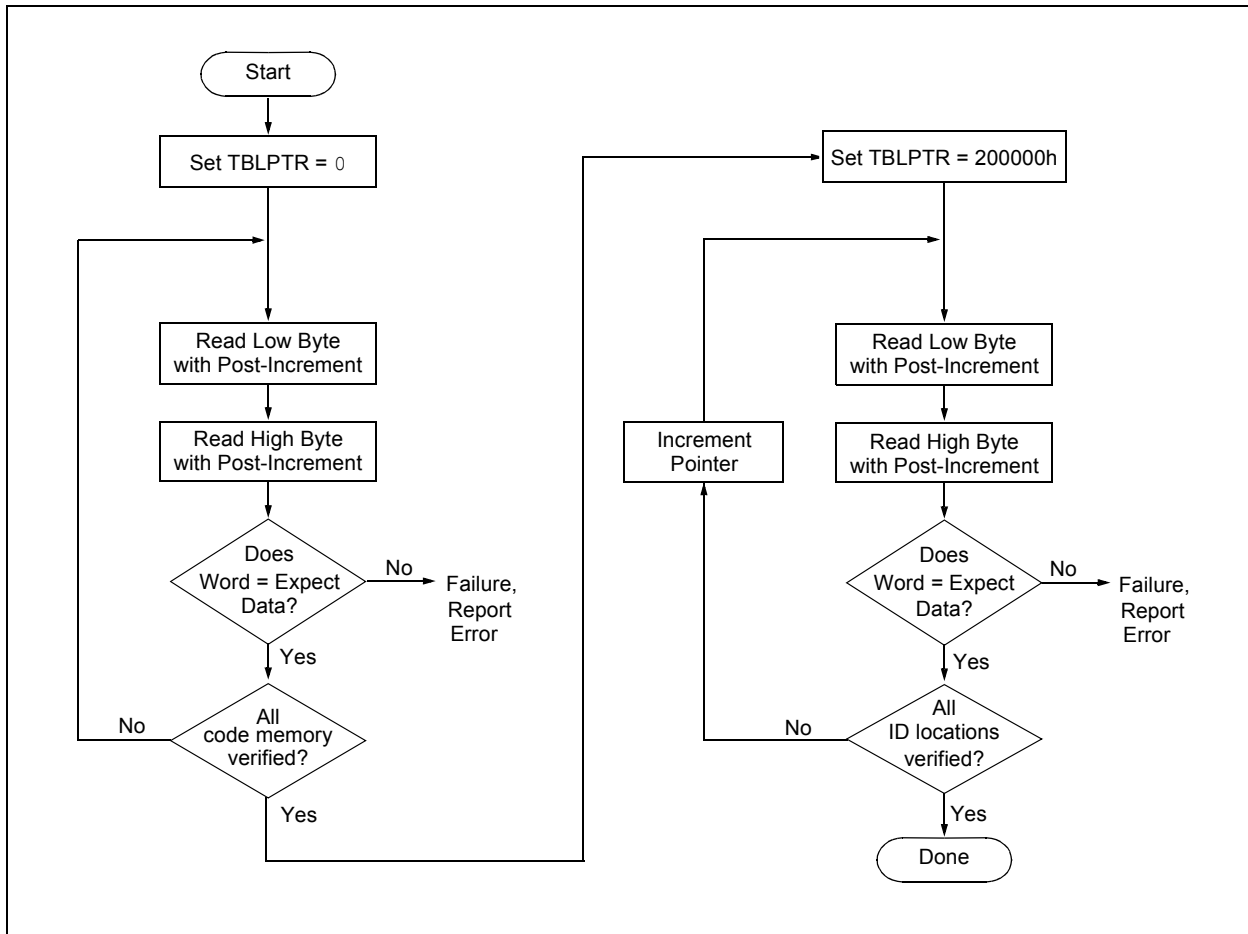 Start
Set TBLPTR = 0
Read Low Byte
with Post-Increment
Read High Byte
with Post-Increment
Does
Word = Expect
Data?
No
Failure,
Report
Error
Yes
All
code memory
verified?
No
Yes
Set TBLPTR = 200000h
Read Low Byte
with Post-Increment
Increment
Pointer
Read High Byte
with Post-Increment
Does
Word = Expect
Data?
No
Failure,
Report
Error
Yes
All
ID locations
verified?
No
Yes
Done